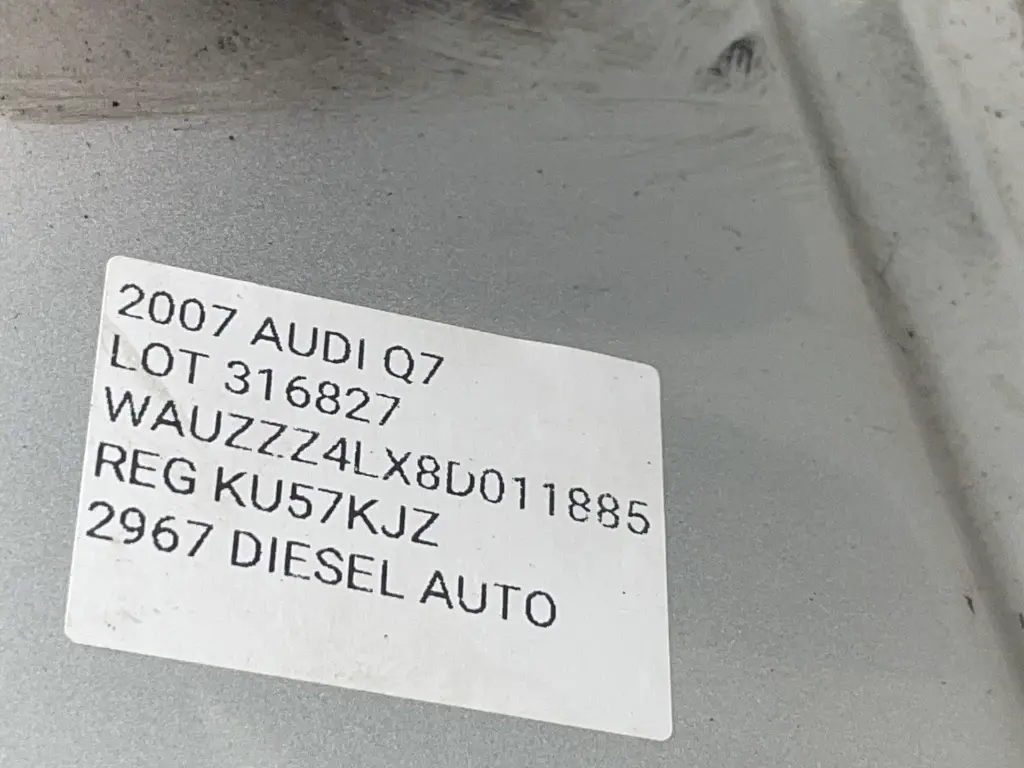 2007 AUDI Q7
LOT 316827
WAUZZZ4LX8D011885
REG KU57KJZ
2967 DIESEL AUTO